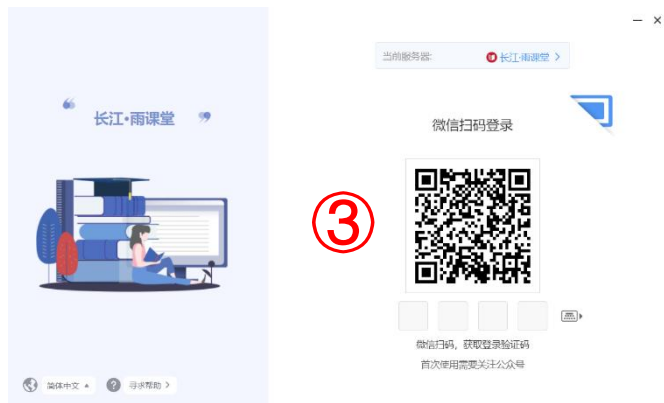 长江·雨课堂
简体中文
寻求帮助
当前服务器:
长江·雨课堂
微信扫码登录
③
微信扫码，获取登录验证码
首次使用需要关注公众号